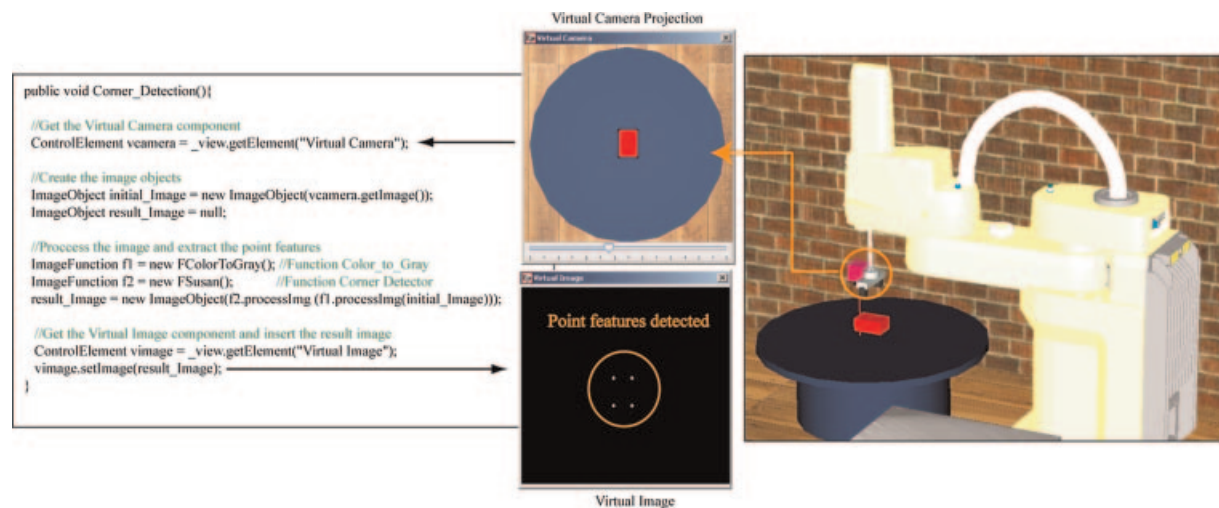 Virtual Camera Projection
Virtual Camera
public void Corner_Detection(){
//Get the Virtual Camera component
ControlElement vcamera = _view.getElement("Virtual Camera");
//Create the image objects
ImageObject initial_Image = new ImageObject(vcamera.getImage());
ImageObject result_Image = null;
//Proccess the image and extract the point features
ImageFunction f1 = new FColorToGray(); //Function Color_to_Gray
ImageFunction f2 = new FSusan(); //Function Corner Detector
result_Image = new ImageObject(f2.processImg (f1.processImg(initial_Image)));
//Get the Virtual Image component and insert the result image
ControlElement vimage = _view.getElement("Virtual Image");
vimage.setImage(result_Image);
}
Virtual Image
Point features detected
Virtual Image